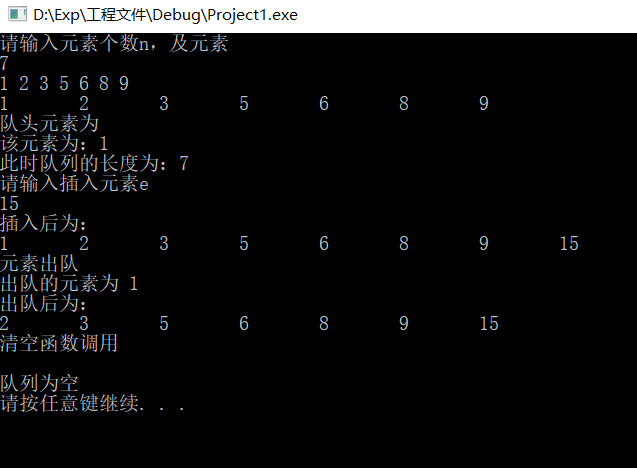 D:\Exp\工程文件\Debug\Project1.exe
请输入元素个数n，及元素
7
1 2 3 5 6 8 9
1 2 3 5 6 8 9
队头元素为
该元素为：1
此时队列的长度为：7
请输入插入元素e
15
插入后为：
1 2 3 5 6 8 9 15
元素出队
出队的元素为 1
出队后为：
2 3 5 6 8 9 15
清空函数调用
队列为空
请按任意键继续. . .